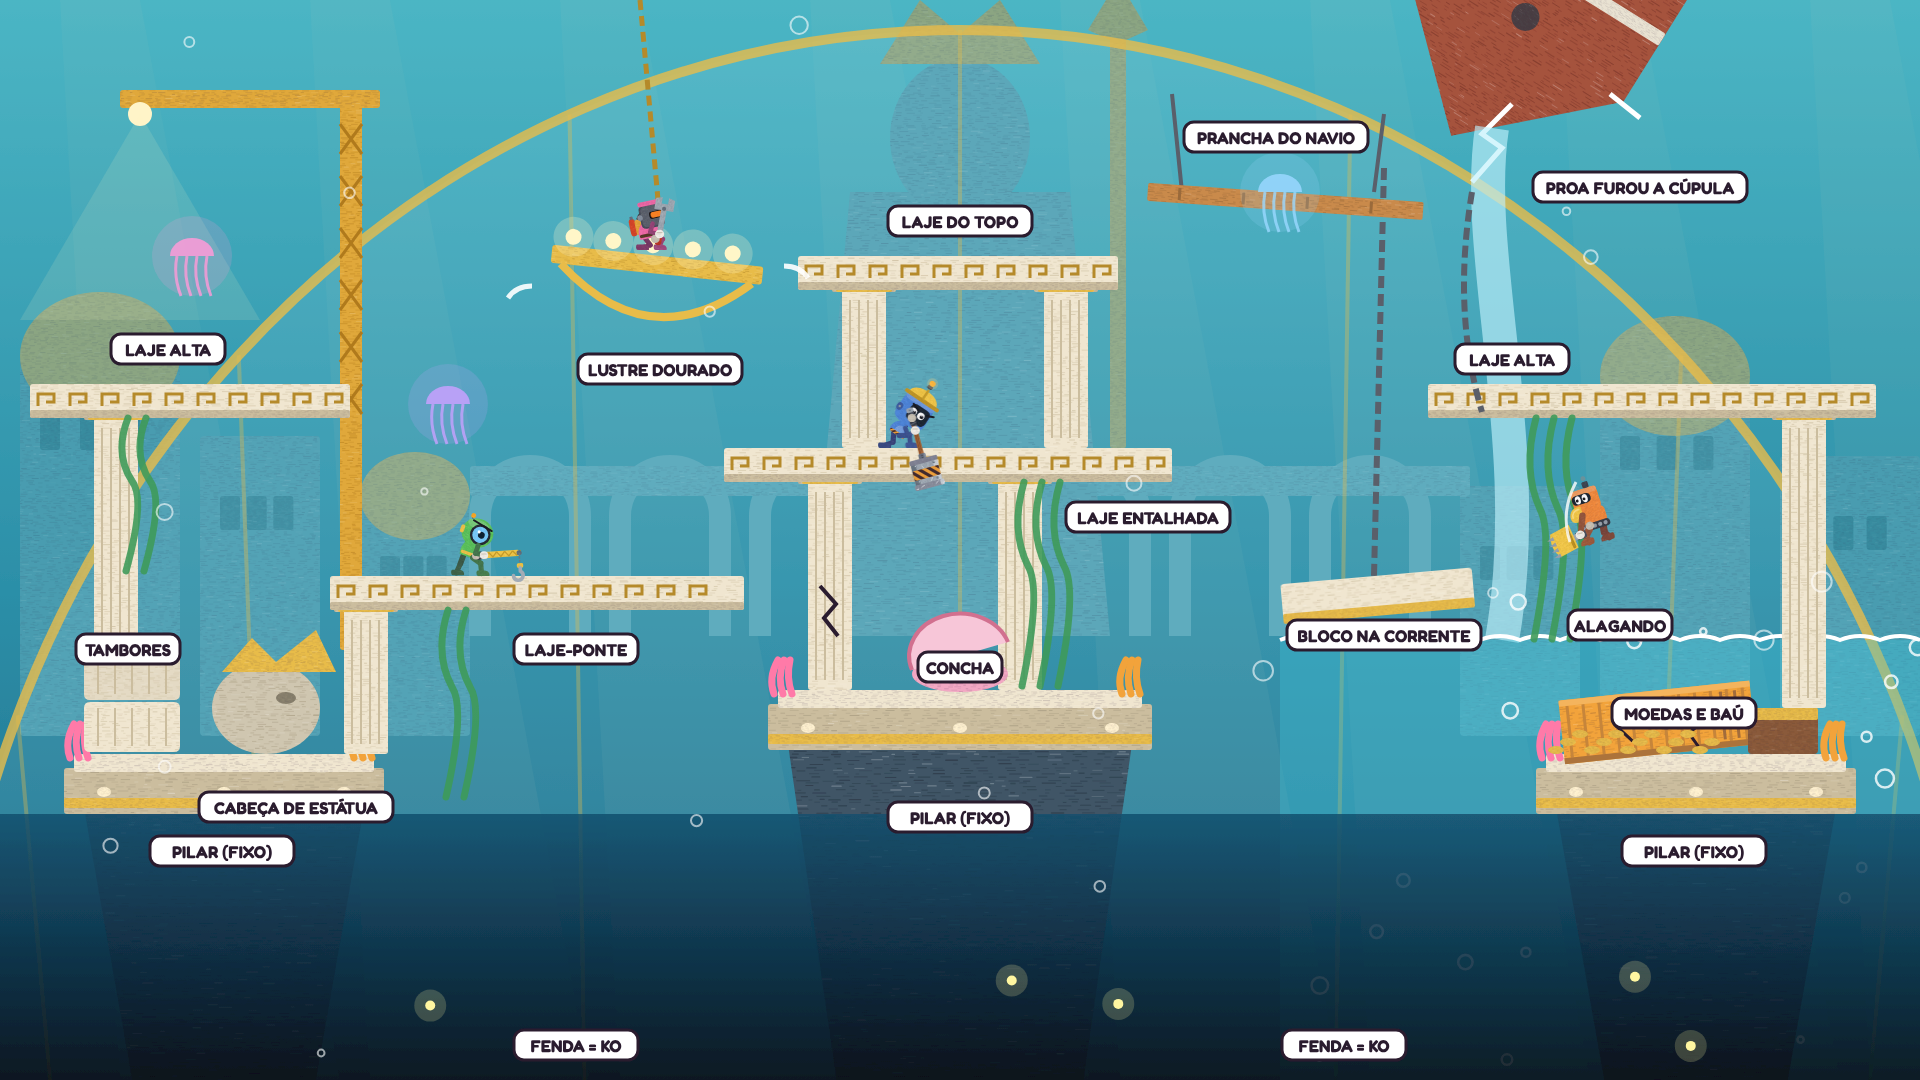 PRANCHA DO NAVIO
PROA FUROU A CÚPULA
LAJE DO TOPO
LAJE ALTA
LUSTRE DOURADO
LAJE ALTA
LAJE ENTALHADA
TAMBORES
LAJE-PONTE
CONCHA
BLOCO NA CORRENTE
ALAGANDO
MOEDAS E BAÚ
CABEÇA DE ESTÁTUA
PILAR (FIXO)
PILAR (FIXO)
PILAR (FIXO)
FENDA = KO
FENDA = KO